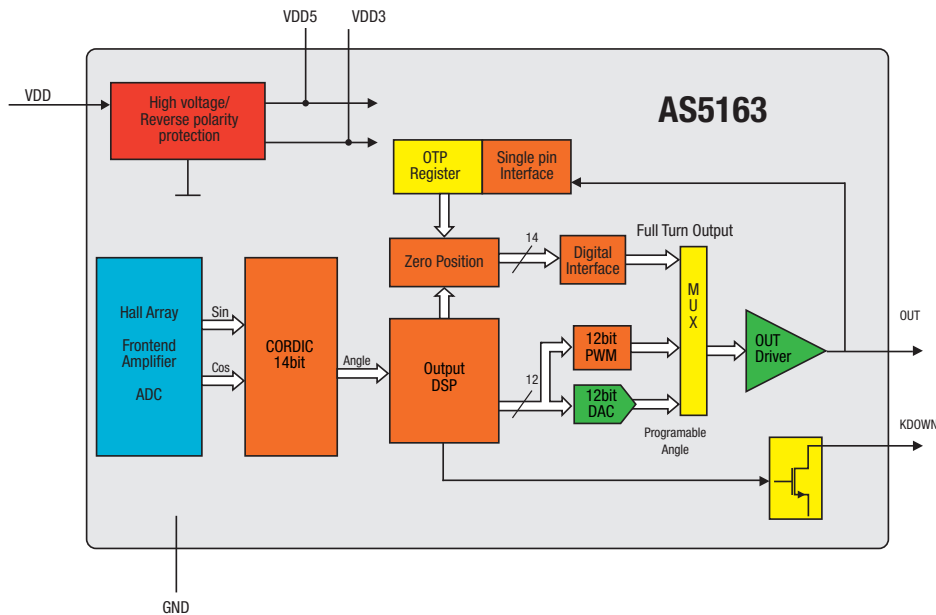 VDD5
VDD3
VDD
High voltage/
Reverse polarity
protection
AS5163
OTP
Register
Single pin
Interface
Zero Position
14
Digital
Interface
Full Turn Output
MUX
Hall Array
Frontend
Amplifier
ADC
Sin
Cos
CORDIC
14bit
Angle
Output
DSP
12
12bit
PWM
12bit
DAC
Programable
Angle
OUT
Driver
OUT
KDOWN
GND